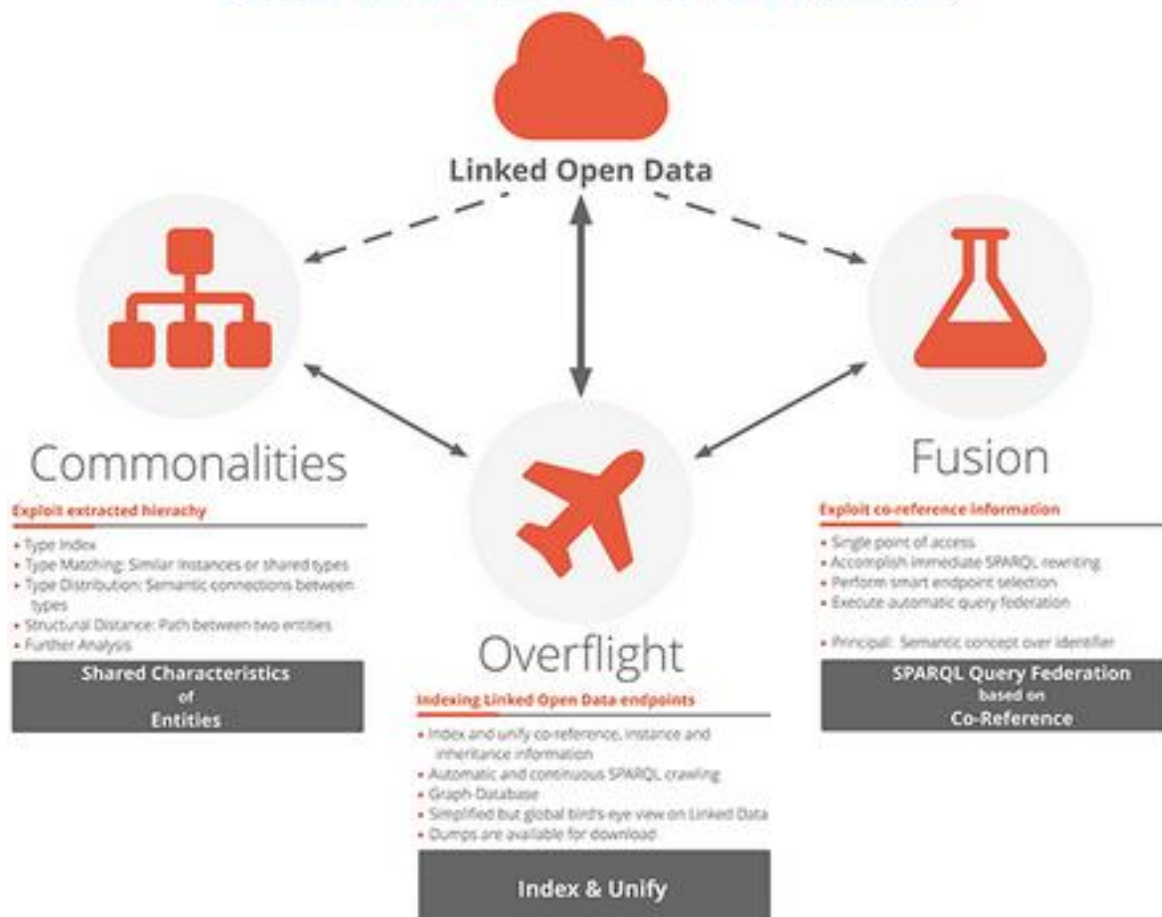 Linked Open Data
Commonalities
Exploit extracted hierachy
• Type Index
• Type Matching: Similar Instances or shared types
• Type Distribution: Semantic connections between
types
• Structural Distance: Path between two entities
• Further Analysis
Shared Characteristics
of
Entities
Overflight
Indexing Linked Open Data endpoints
• Index and unify co-reference, instance and
inheritance information
• Automatic and continuous SPARQL crawling
• Graph-Database
• Simplified but global bird's eye view on Linked Data
• Dumps are available for download
Index & Unify
Fusion
Exploit co-reference information
• Single point of access
• Accomplish immediate SPARQL rewriting
• Perform smart endpoint selection
• Execute automatic query federation
• Principal: Semantic concept over identifier
SPARQL Query Federation
based on
Co-Reference